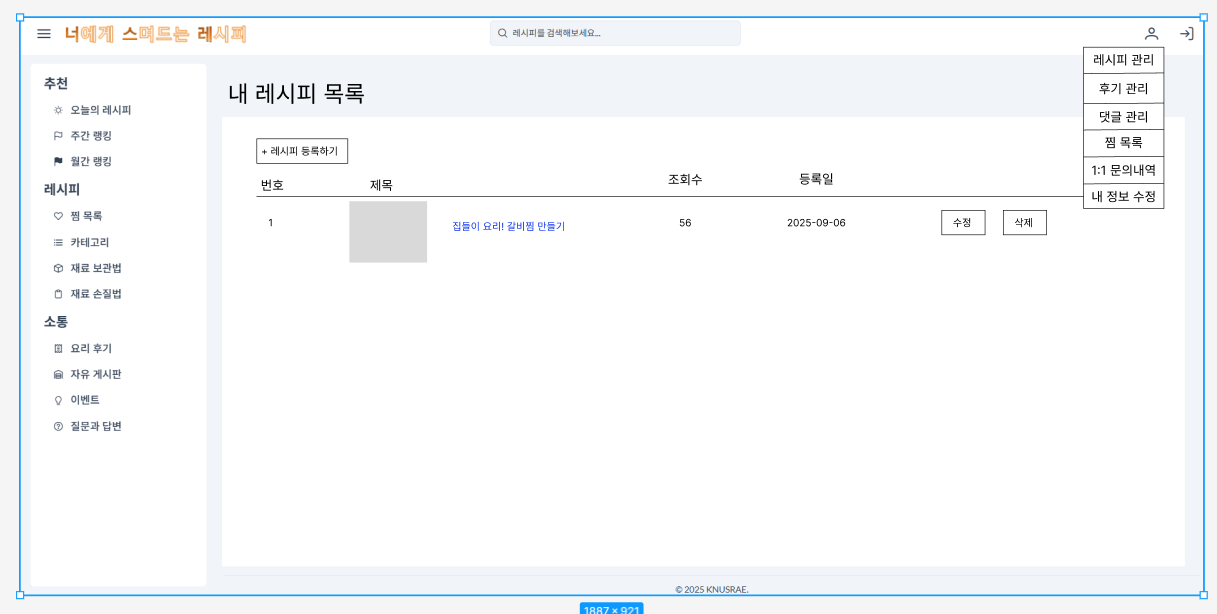 너에게 스며드는 레시피
레시피를 검색해보세요...
레시피 관리
후기 관리
댓글 관리
찜 목록
1:1 문의내역
내 정보 수정
추천
오늘의 레시피
주간 랭킹
월간 랭킹
레시피
찜 목록
카테고리
재료 보관법
재료 손질법
소통
요리 후기
자유 게시판
이벤트
질문과 답변
내 레시피 목록
+ 레시피 등록하기
번호 제목 조회수 등록일
1 집들이 요리! 갈비찜 만들기 56 2025-09-06 수정 삭제
© 2025 KNUSRAE.
1887 × 921